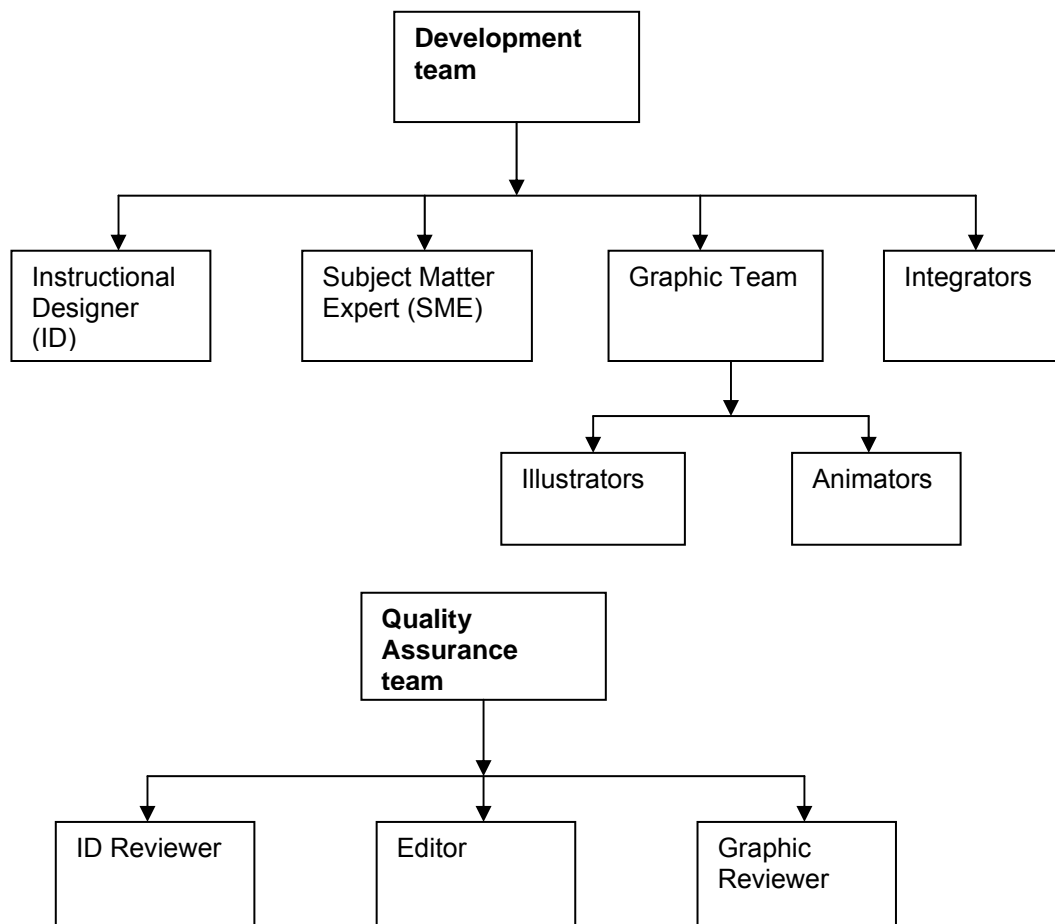 Development
team
Instructional
Designer
(ID)
Subject Matter
Expert (SME)
Graphic Team
Integrators
Illustrators
Animators
Quality
Assurance
team
ID Reviewer
Editor
Graphic
Reviewer